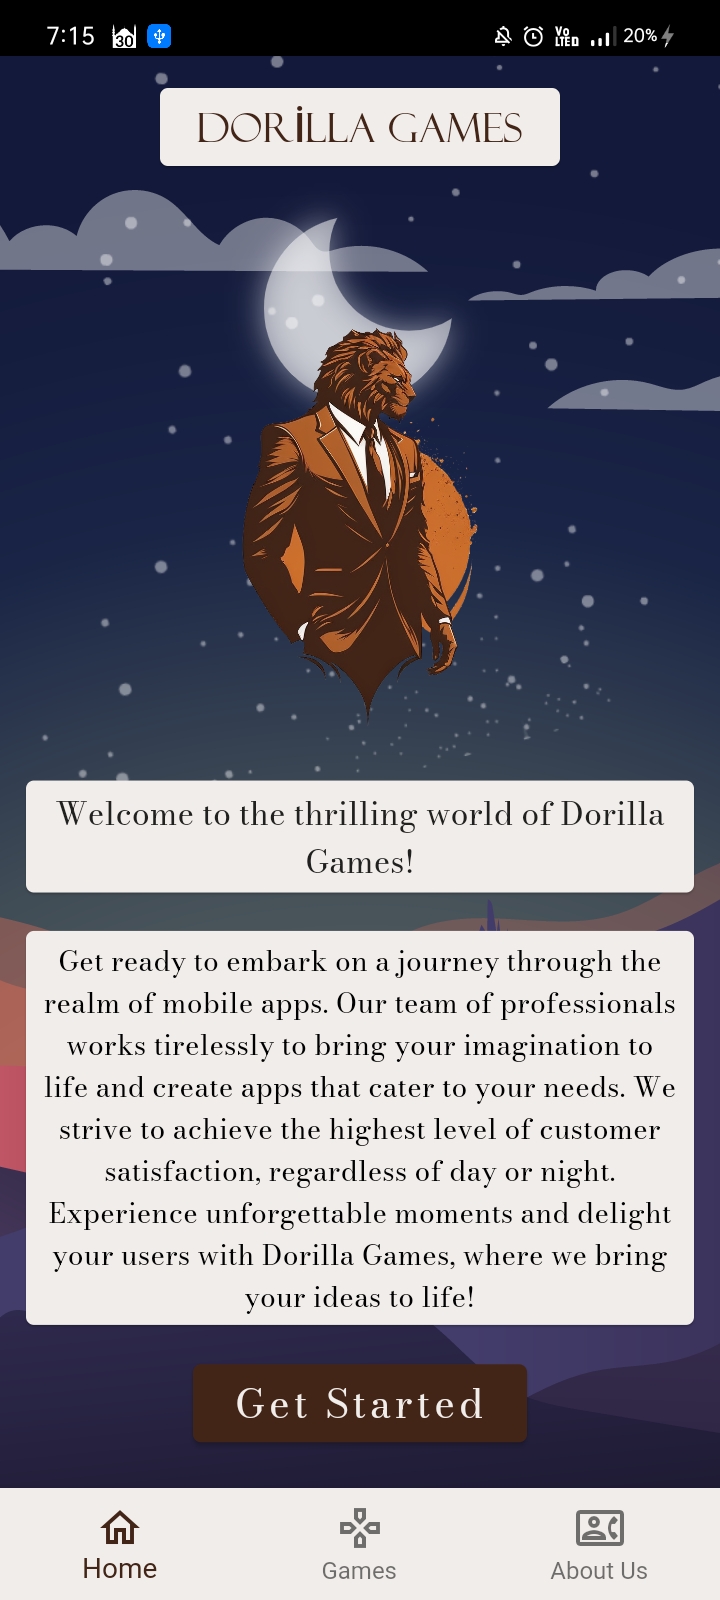 7:15
30
VoLTED
20%
DORİLLA GAMES
Welcome to the thrilling world of Dorilla
Games!
Get ready to embark on a journey through the
realm of mobile apps. Our team of professionals
works tirelessly to bring your imagination to
life and create apps that cater to your needs. We
strive to achieve the highest level of customer
satisfaction, regardless of day or night.
Experience unforgettable moments and delight
your users with Dorilla Games, where we bring
your ideas to life!
Get Started
Home
Games
About Us